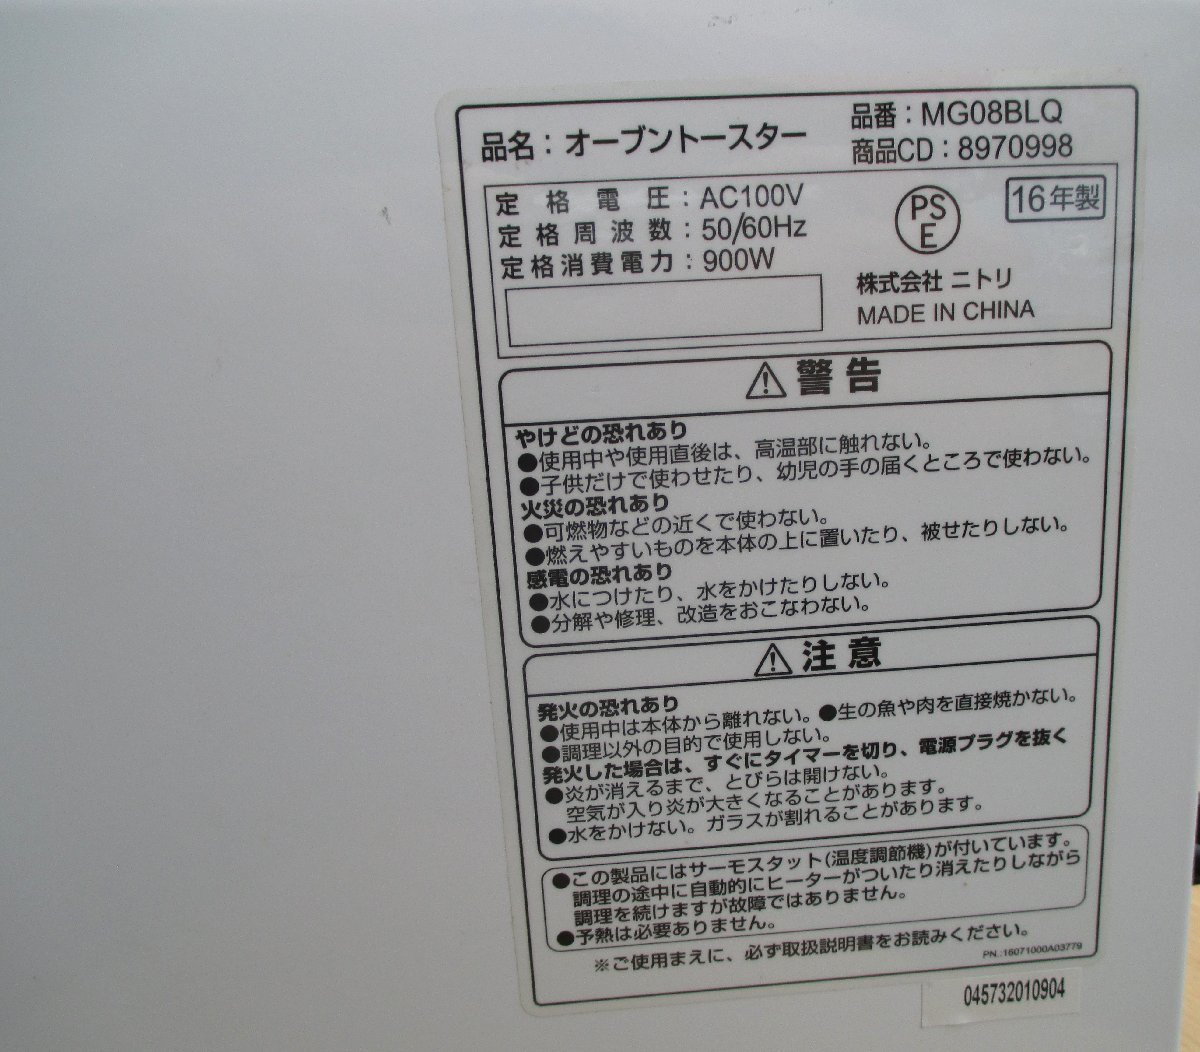 品名：オーブントースター
品番：MG08BLQ
商品CD：8970998
定格電圧：AC100V
定格周波数：50/60Hz
定格消費電力：900W
PS
E
16年製
株式会社 ニトリ
MADE IN CHINA
警告
やけどの恐れあり
●使用中や使用直後は、高温部に触れない。
●子供だけで使わせたり、幼児の手の届くところで使わない。
火災の恐れあり
●可燃物などの近くで使わない。
●燃えやすいものを本体の上に置いたり、被せたりしない。
感電の恐れあり
●水につけたり、水をかけたりしない。
●分解や修理、改造をおこなわない。
注意
発火の恐れあり
●使用中は本体から離れない。●生の魚や肉を直接焼かない。
●調理以外の目的で使用しない。
発火した場合は、すぐにタイマーを切り、電源プラグを抜く
●炎が消えるまで、とびらは開けない。
空気が入り炎が大きくなることがあります。
●水をかけない。ガラスが割れることがあります。
●この製品にはサーモスタット(温度調節機)が付いています。
調理の途中に自動的にヒーターがついたり消えたりしながら
調理を続けますが故障ではありません。
●予熱は必要ありません。
※ご使用まえに、必ず取扱説明書をお読みください。
PN.:16071000A03779
045732010904